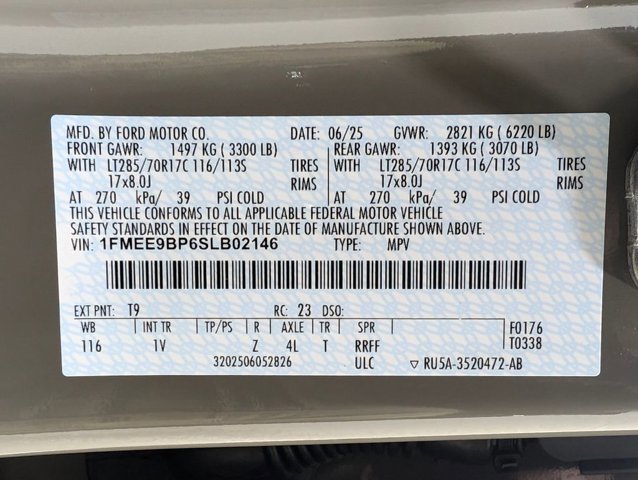 MFD. BY FORD MOTOR CO. DATE: 06/25 GVWR: 2821 KG ( 6220 LB)
FRONT GAWR: 1497 KG ( 3300 LB) REAR GAWR: 1393 KG ( 3070 LB)
WITH LT285/70R17C 116/113S TIRES WITH LT285/70R17C 116/113S TIRES
17x8.0J RIMS 17x8.0J RIMS
AT 270 kPa/ 39 PSI COLD AT 270 kPa/ 39 PSI COLD
THIS VEHICLE CONFORMS TO ALL APPLICABLE FEDERAL MOTOR VEHICLE
SAFETY STANDARDS IN EFFECT ON THE DATE OF MANUFACTURE SHOWN ABOVE.
VIN: 1FMEE9BP6SLB02146 TYPE: MPV
EXT PNT: T9 RC: 23 DSO:
WB INT TR TP/PS R AXLE TR SPR F0176
116 1V Z 4L T RRFF T0338
3202506052826 ULC ▽ RU5A-3520472-AB